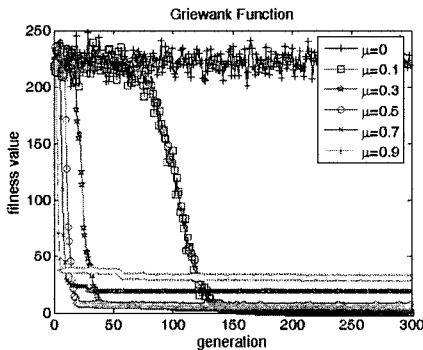 Griewank Function
250
200
150
100
50
0
0 50 100 150 200 250 300
filness value
generation
μ=0
μ=0.1
μ=0.3
μ=0.5
μ=0.7
μ=0.9